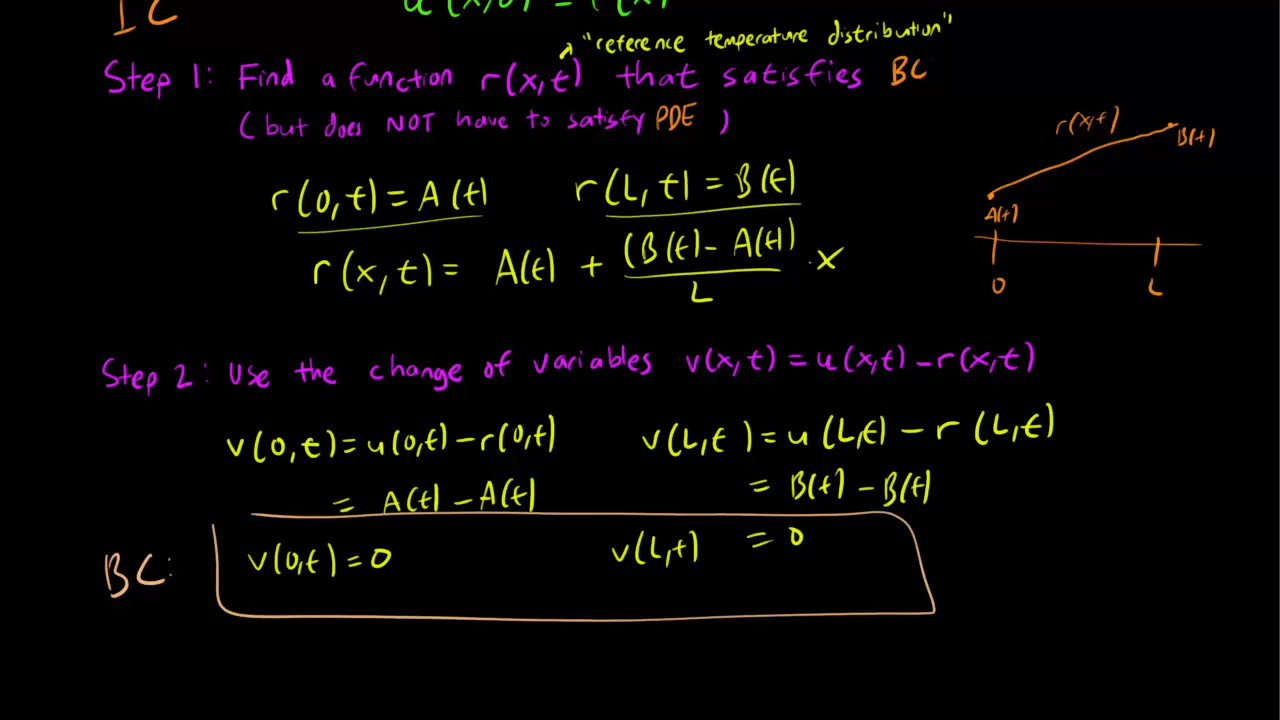 IC
"reference temperature distribution"
Step 1: Find a function r(x,t) that satisfies BC
(but does NOT have to satisfy PDE)
r(x,t)
B(t)
A(t)
0 L
r(0,t) = A(t) r(L,t) = B(t)
r(x,t) = A(t) + (B(t) - A(t)) / L · x
Step 2: Use the change of variables v(x,t) = u(x,t) - r(x,t)
v(0,t) = u(0,t) - r(0,t) v(L,t) = u(L,t) - r(L,t)
= A(t) - A(t) = B(t) - B(t)
BC: v(0,t) = 0 v(L,t) = 0